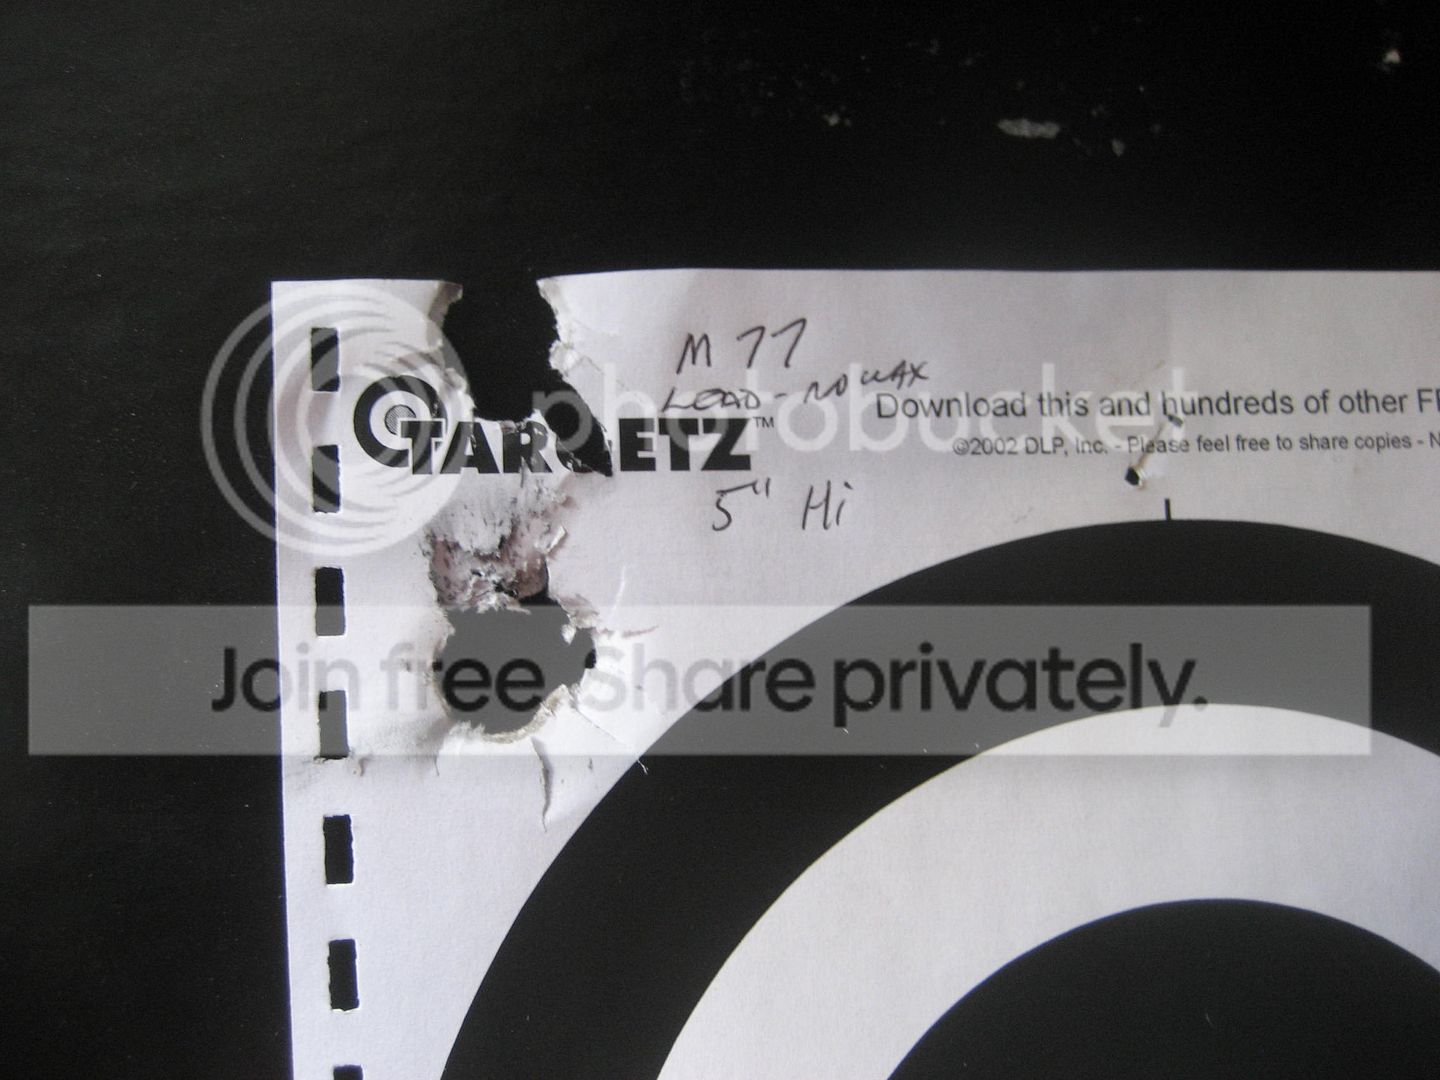 M 77
LEAD - NO WAX
TARGETZ™
Download this and hundreds of other F
©2002 DLP, Inc. - Please feel free to share copies - N
5" Hi
photobucket
Join free. Share privately.